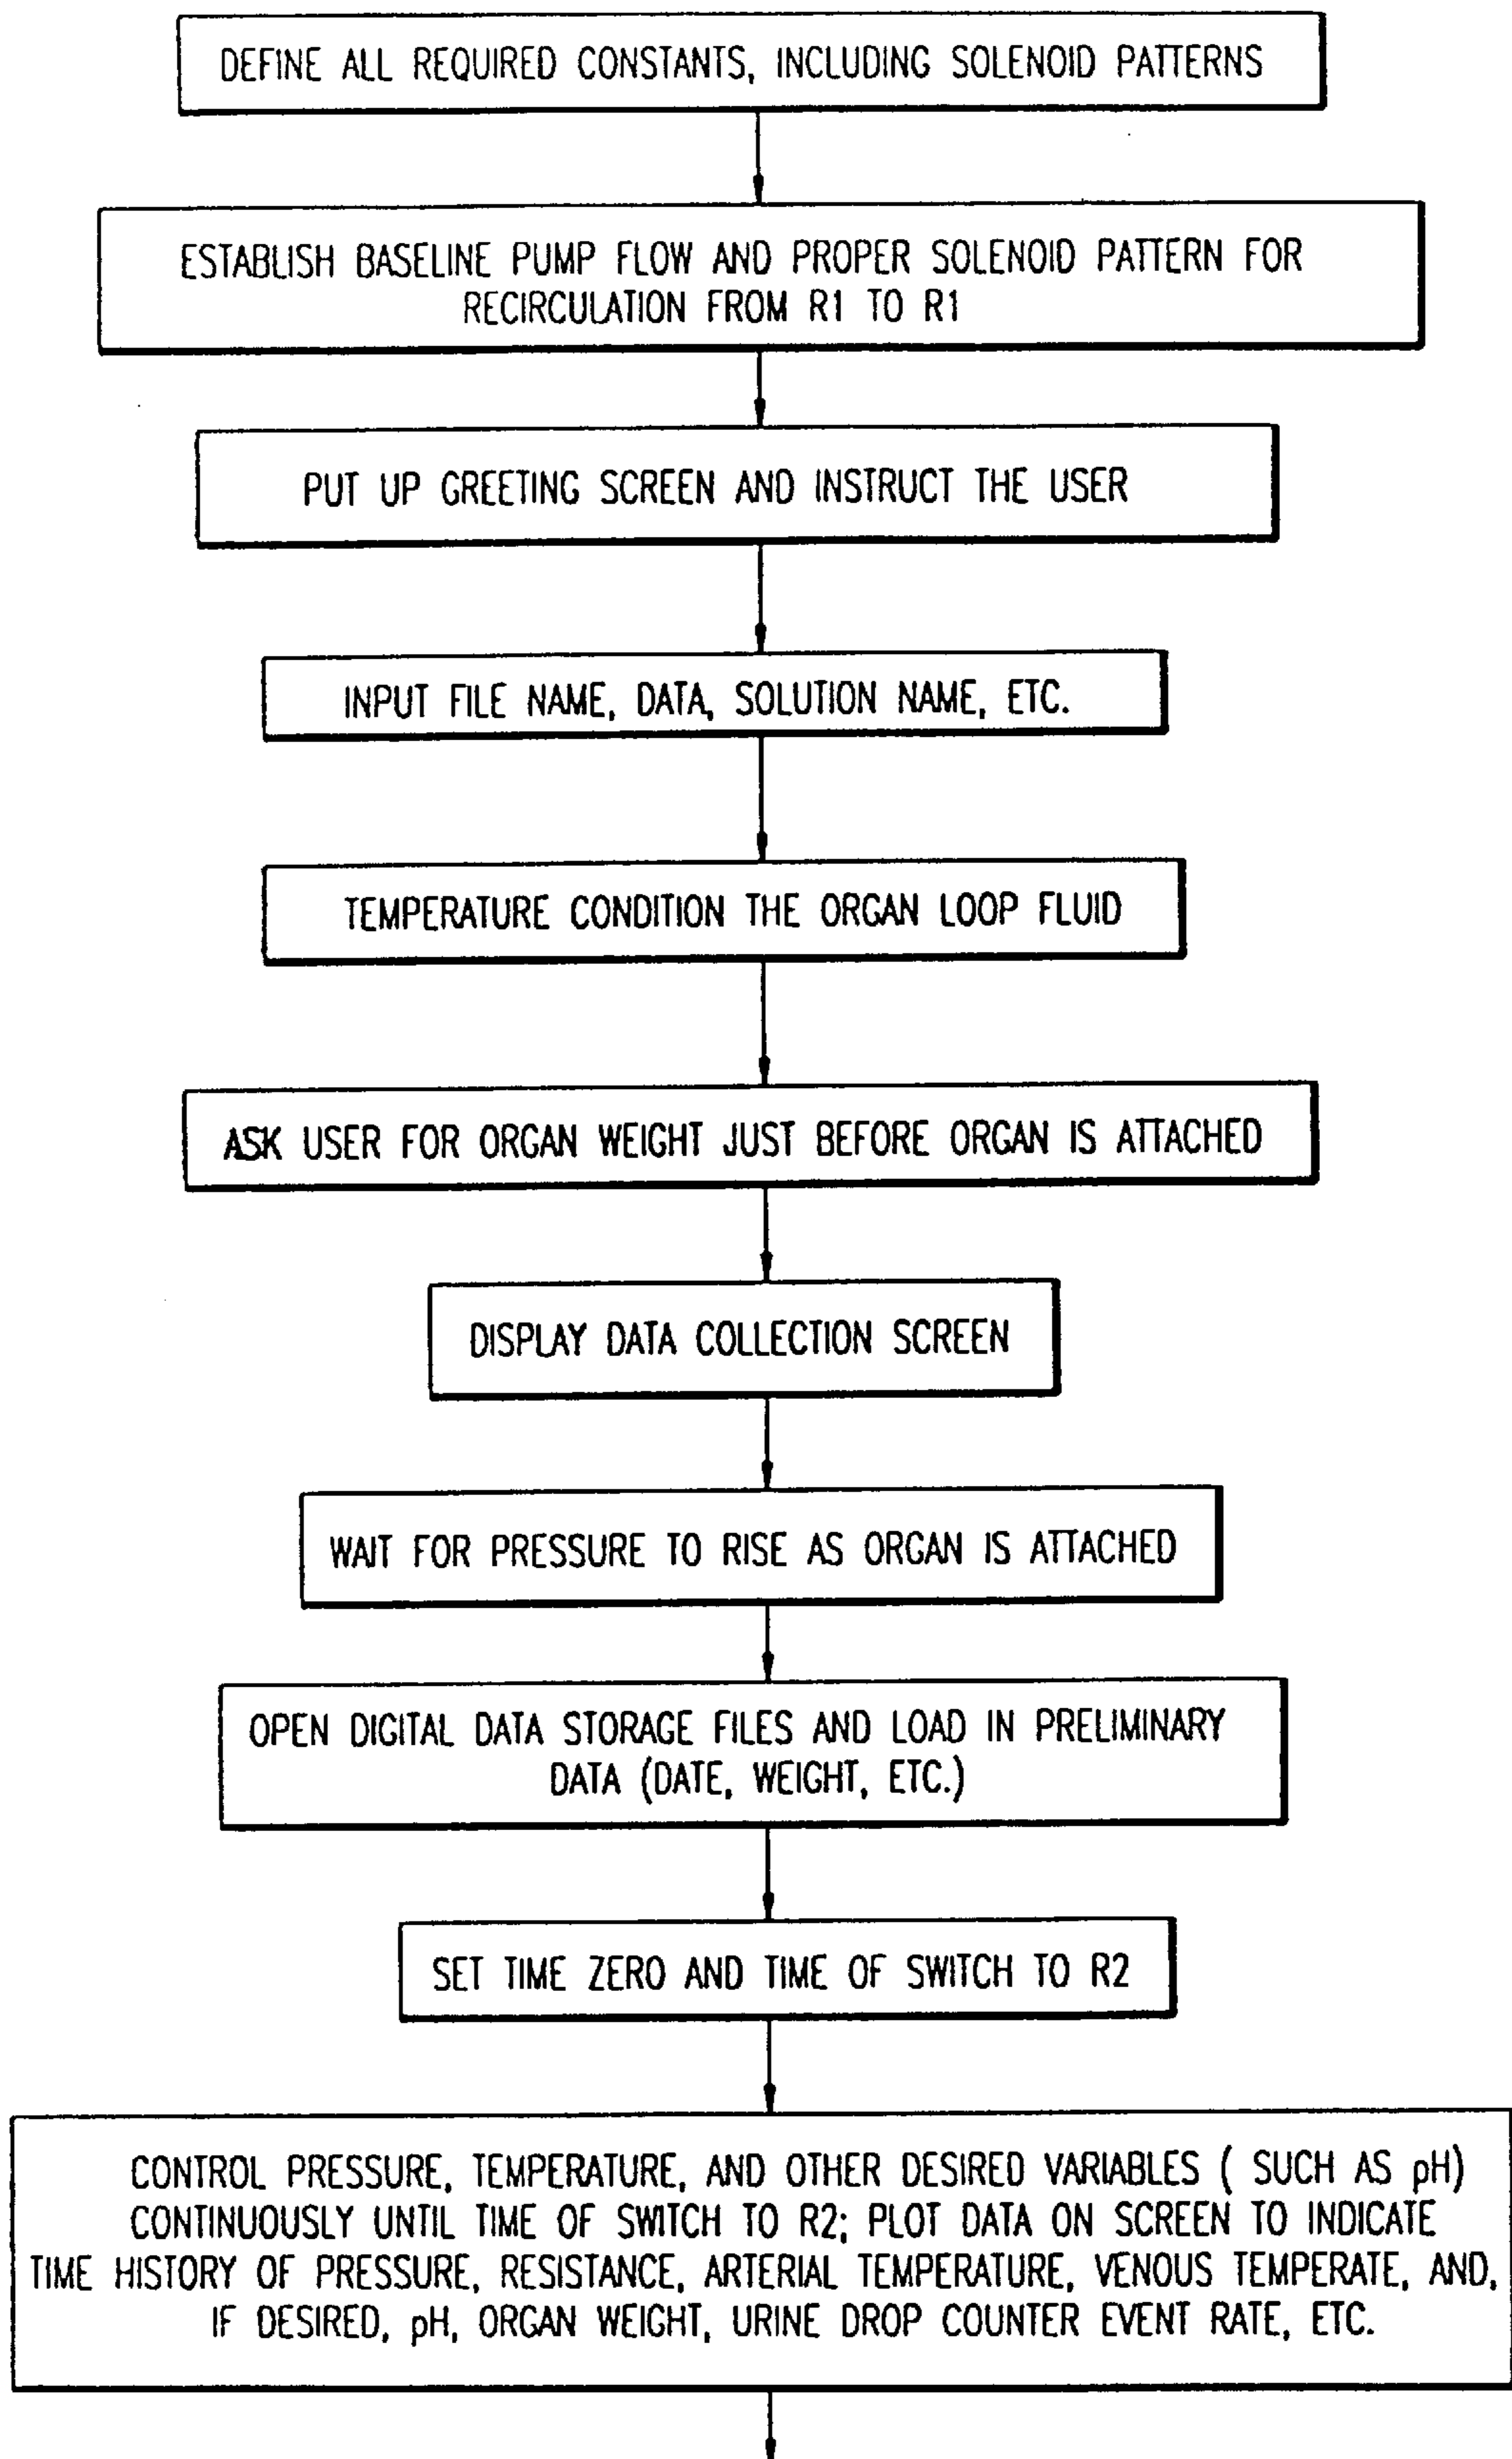 DEFINE ALL REQUIRED CONSTANTS, INCLUDING SOLENOID PATTERNS
ESTABLISH BASELINE PUMP FLOW AND PROPER SOLENOID PATTERN FOR
RECIRCULATION FROM R1 TO R1
PUT UP GREETING SCREEN AND INSTRUCT THE USER
INPUT FILE NAME, DATA, SOLUTION NAME, ETC.
TEMPERATURE CONDITION THE ORGAN LOOP FLUID
ASK USER FOR ORGAN WEIGHT JUST BEFORE ORGAN IS ATTACHED
DISPLAY DATA COLLECTION SCREEN
WAIT FOR PRESSURE TO RISE AS ORGAN IS ATTACHED
OPEN DIGITAL DATA STORAGE FILES AND LOAD IN PRELIMINARY
DATA (DATE, WEIGHT, ETC.)
SET TIME ZERO AND TIME OF SWITCH TO R2
CONTROL PRESSURE, TEMPERATURE, AND OTHER DESIRED VARIABLES ( SUCH AS pH)
CONTINUOUSLY UNTIL TIME OF SWITCH TO R2; PLOT DATA ON SCREEN TO INDICATE
TIME HISTORY OF PRESSURE, RESISTANCE, ARTERIAL TEMPERATURE, VENOUS TEMPERATE, AND,
IF DESIRED, pH, ORGAN WEIGHT, URINE DROP COUNTER EVENT RATE, ETC.